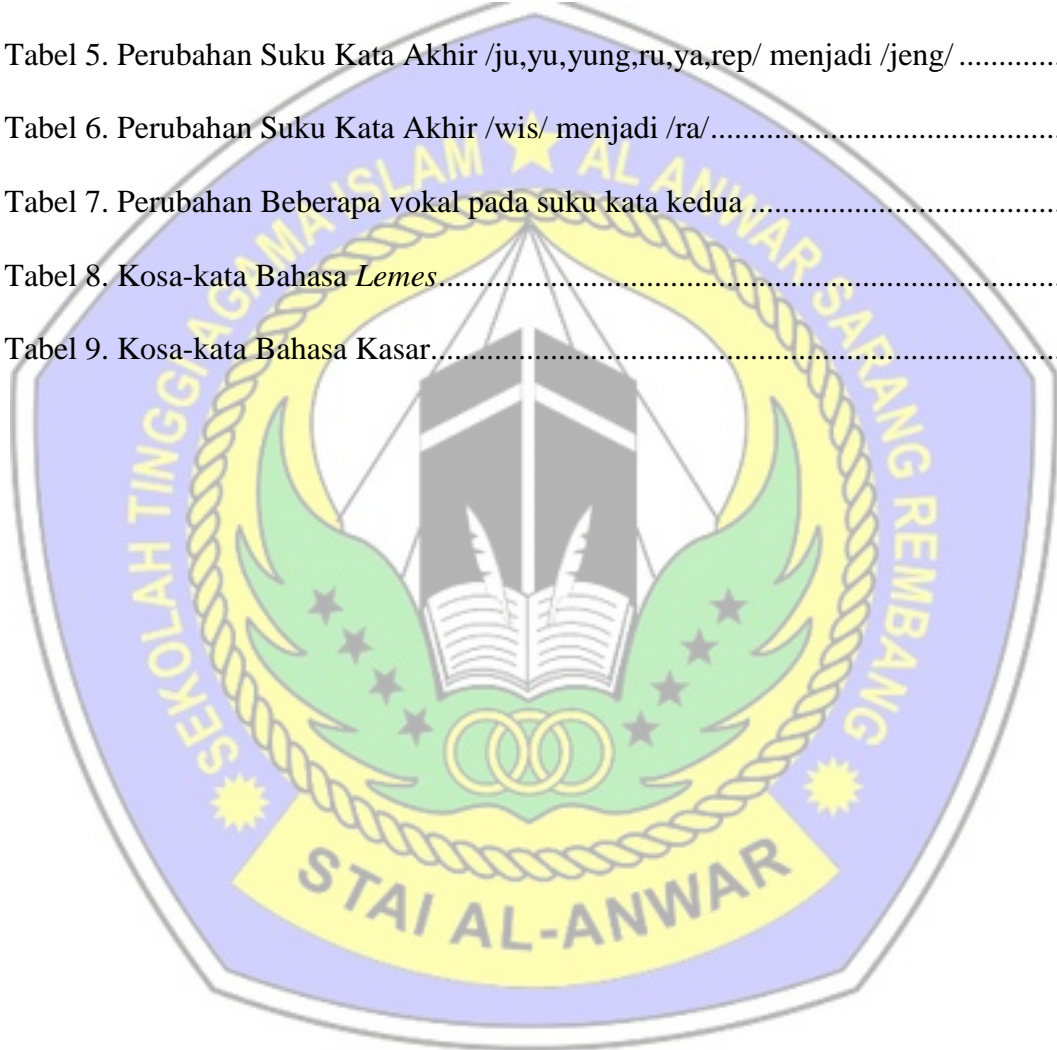 Tabel 5. Perubahan Suku Kata Akhir /ju,yu,yung,ru,ya,rep/ menjadi /jeng/ .............
Tabel 6. Perubahan Suku Kata Akhir /wis/ menjadi /ra/.............................................
Tabel 7. Perubahan Beberapa vokal pada suku kata kedua ........................................
Tabel 8. Kosa-kata Bahasa Lemes................................................................................
Tabel 9. Kosa-kata Bahasa Kasar.................................................................................
SEKOLAH TINGGI AGAMA ISLAM ★ AL ANWAR SARANG REMBANG
STAI AL-ANWAR